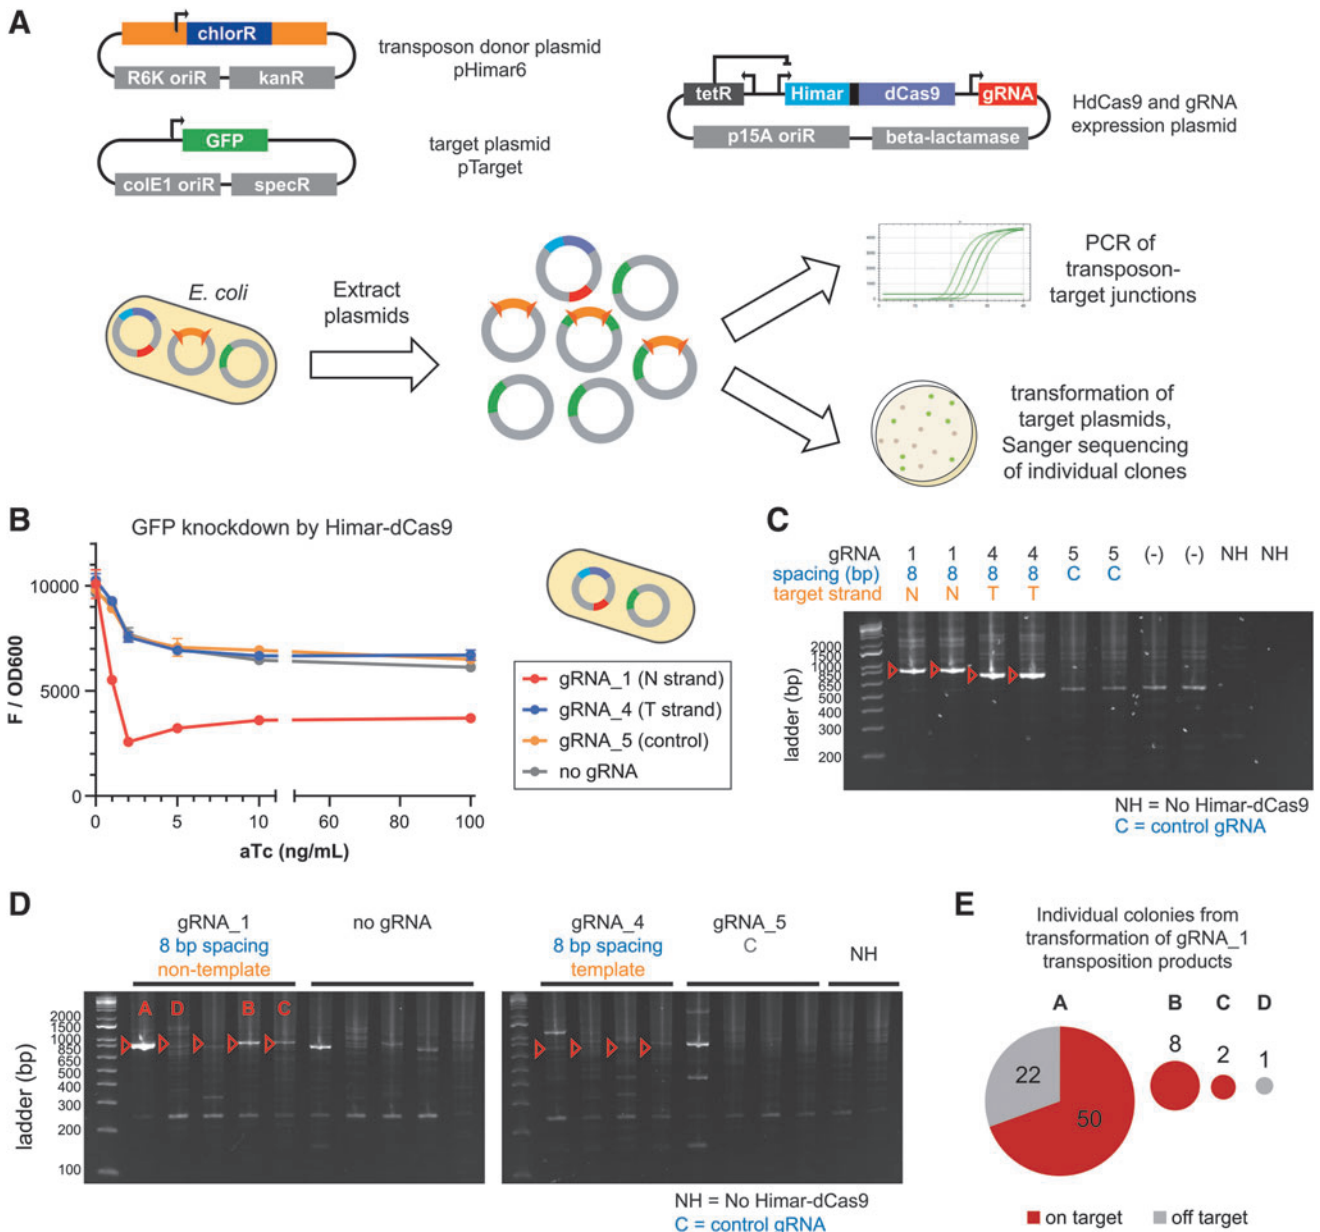 A
chlorR
R6K oriR
kanR
transposon donor plasmid
pHimar6
GFP
colE1 oriR
specR
target plasmid
pTarget
tetR
Himar
dCas9
gRNA
p15A oriR
beta-lactamase
HdCas9 and gRNA
expression plasmid
E. coli
Extract
plasmids
PCR of
transposon-
target junctions
transformation of
target plasmids,
Sanger sequencing
of individual clones
B
GFP knockdown by Himar-dCas9
F / OD600
10000
5000
0
0 5 10 60 80 100
aTc (ng/mL)
gRNA_1 (N strand)
gRNA_4 (T strand)
gRNA_5 (control)
no gRNA
C
gRNA 1 1 4 4 5 5 (-) (-) NH NH
spacing (bp) 8 8 8 8 C C
target strand N N T T
ladder (bp)
2000
1500
1000
850
650
500
400
300
200
NH = No Himar-dCas9
C = control gRNA
D
gRNA_1
8 bp spacing
non-template
no gRNA
gRNA_4
8 bp spacing
template
gRNA_5
C
NH
A D B C
ladder (bp)
2000
1500
1000
850
650
500
400
300
200
100
NH = No Himar-dCas9
C = control gRNA
E
Individual colonies from
transformation of gRNA_1
transposition products
A B C D
22
50
8
2
1
on target
off target